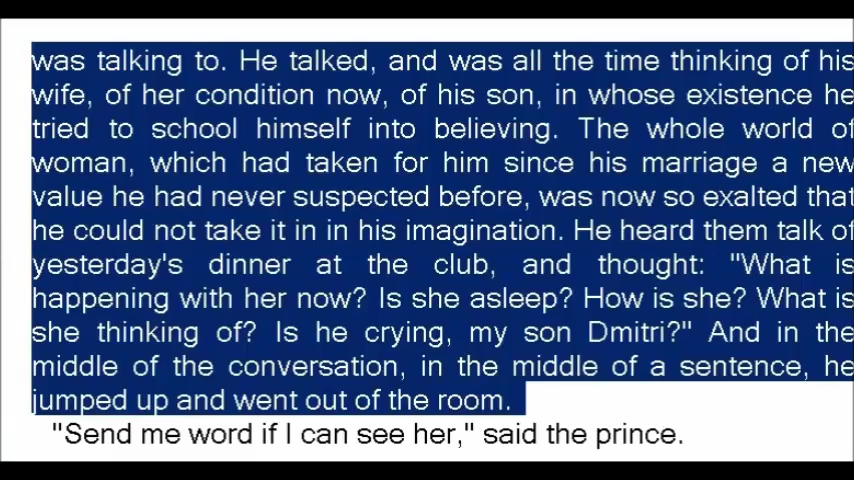 was talking to. He talked, and was all the time thinking of his
wife, of her condition now, of his son, in whose existence he
tried to school himself into believing. The whole world of
woman, which had taken for him since his marriage a new
value he had never suspected before, was now so exalted that
he could not take it in in his imagination. He heard them talk of
yesterday's dinner at the club, and thought: "What is
happening with her now? Is she asleep? How is she? What is
she thinking of? Is he crying, my son Dmitri?" And in the
middle of the conversation, in the middle of a sentence, he
jumped up and went out of the room.
"Send me word if I can see her," said the prince.